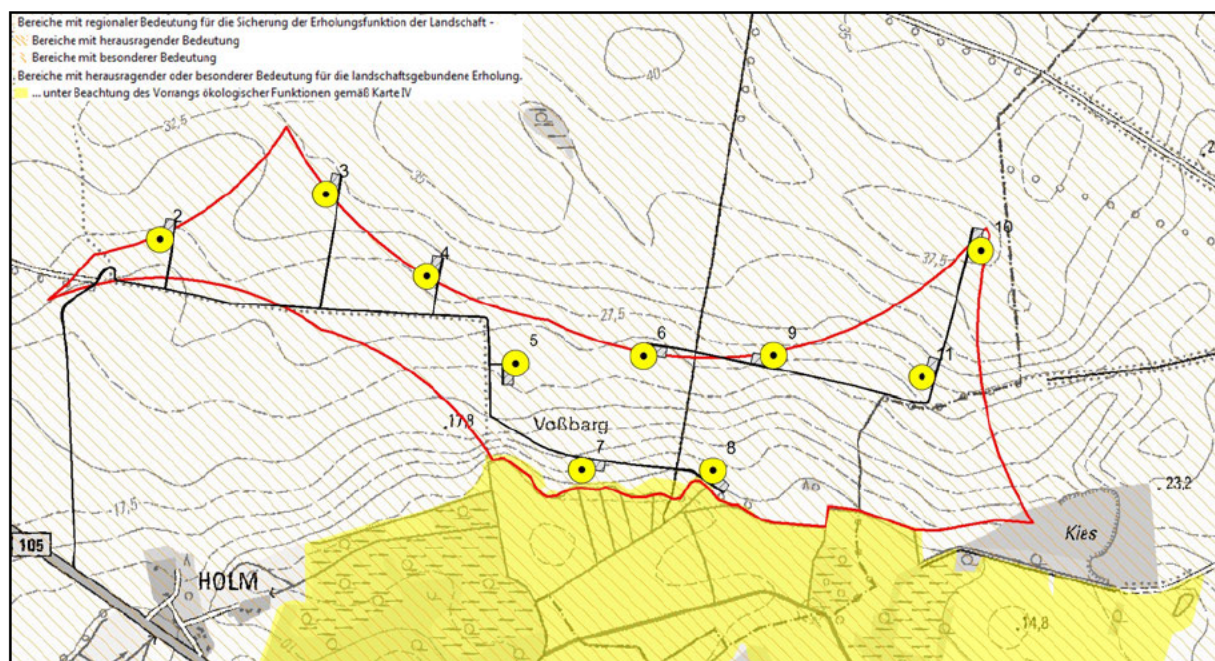 Bereiche mit regionaler Bedeutung für die Sicherung der Erholungsfunktion der Landschaft -
Bereiche mit herausragender Bedeutung
Bereiche mit besonderer Bedeutung
Bereiche mit herausragender oder besonderer Bedeutung für die landschaftsgebundene Erholung.
... unter Beachtung des Vorrangs ökologischer Funktionen gemäß Karte IV
35
40
32,5
3
35
2
10
4
37,5
27,5
6
9
5
11
Voßbarg
17,8
7
8
23,2
17,5
Kies
105
HOLM
14,8
10